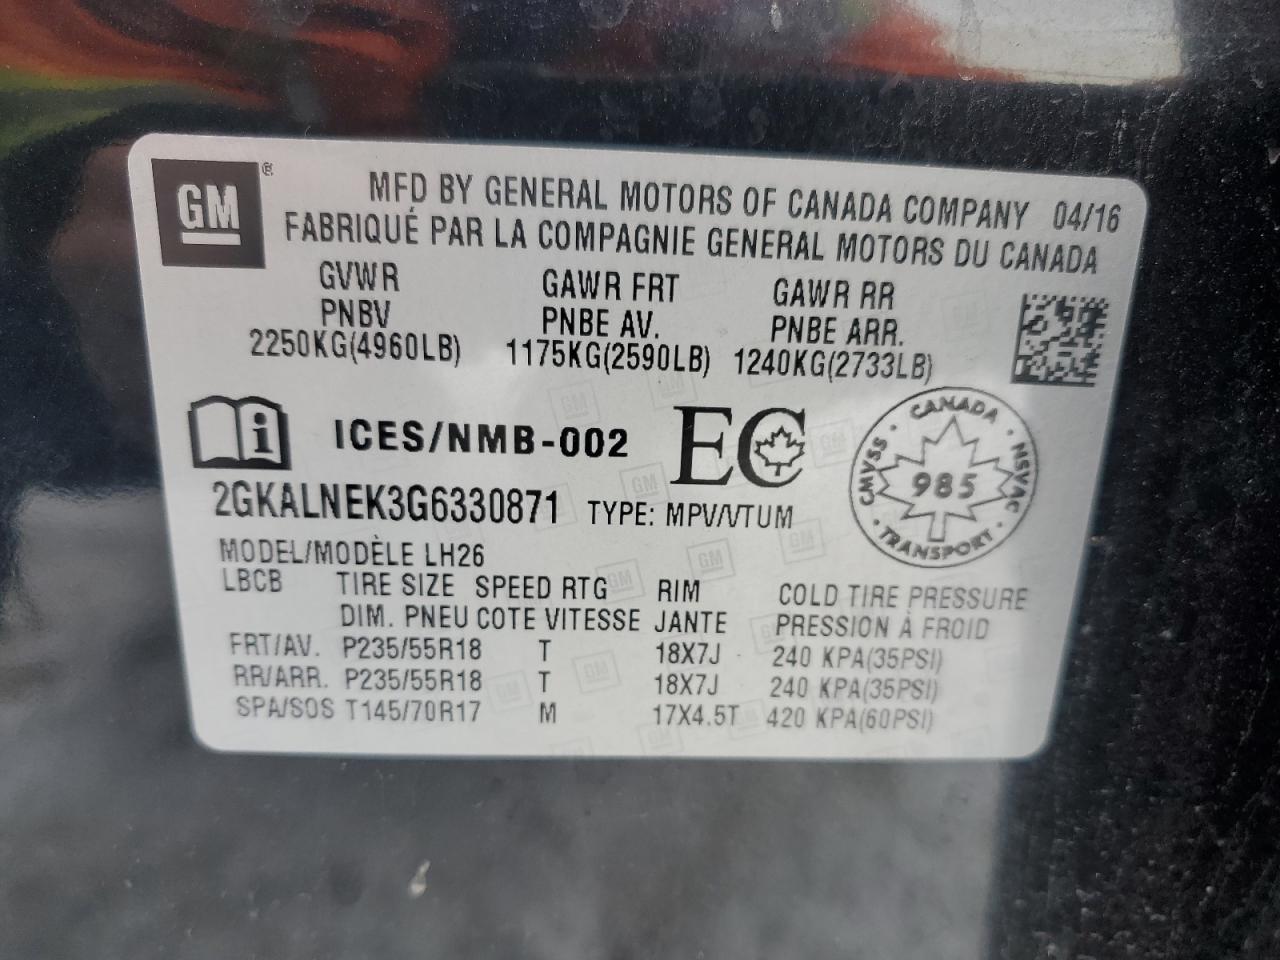 GM ® MFD BY GENERAL MOTORS OF CANADA COMPANY 04/16
FABRIQUÉ PAR LA COMPAGNIE GENERAL MOTORS DU CANADA
GVWR GAWR FRT GAWR RR
PNBV PNBE AV. PNBE ARR.
2250KG(4960LB) 1175KG(2590LB) 1240KG(2733LB)
i ICES/NMB-002 EC
CANADA
CMVSS 985 NSVAC
TRANSPORT
2GKALNEK3G6330871 TYPE: MPV/VTUM
MODEL/MODÈLE LH26
LBCB TIRE SIZE SPEED RTG RIM COLD TIRE PRESSURE
DIM. PNEU COTE VITESSE JANTE PRESSION À FROID
FRT/AV. P235/55R18 T 18X7J 240 KPA(35PSI)
RR/ARR. P235/55R18 T 18X7J 240 KPA(35PSI)
SPA/SOS T145/70R17 M 17X4.5T 420 KPA(60PSI)